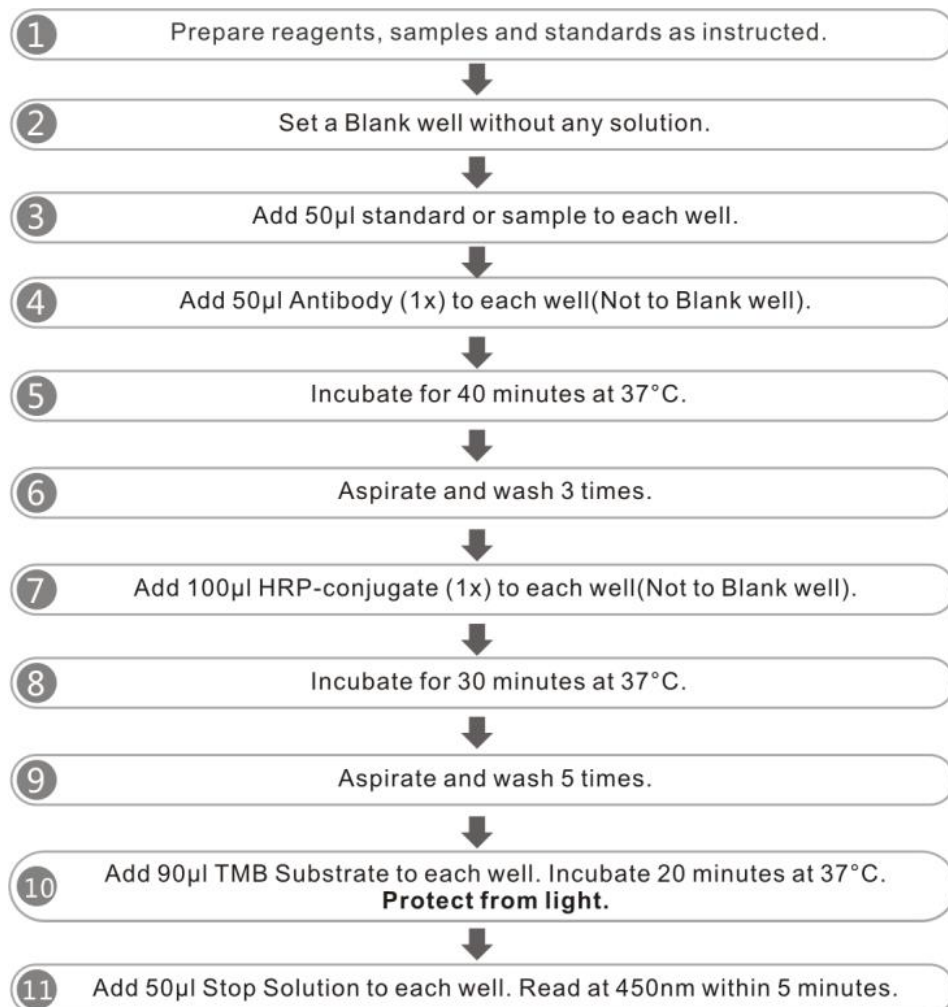 1 Prepare reagents, samples and standards as instructed.
2 Set a Blank well without any solution.
3 Add 50μl standard or sample to each well.
4 Add 50μl Antibody (1x) to each well(Not to Blank well).
5 Incubate for 40 minutes at 37°C.
6 Aspirate and wash 3 times.
7 Add 100μl HRP-conjugate (1x) to each well(Not to Blank well).
8 Incubate for 30 minutes at 37°C.
9 Aspirate and wash 5 times.
10 Add 90μl TMB Substrate to each well. Incubate 20 minutes at 37°C.
Protect from light.
11 Add 50μl Stop Solution to each well. Read at 450nm within 5 minutes.